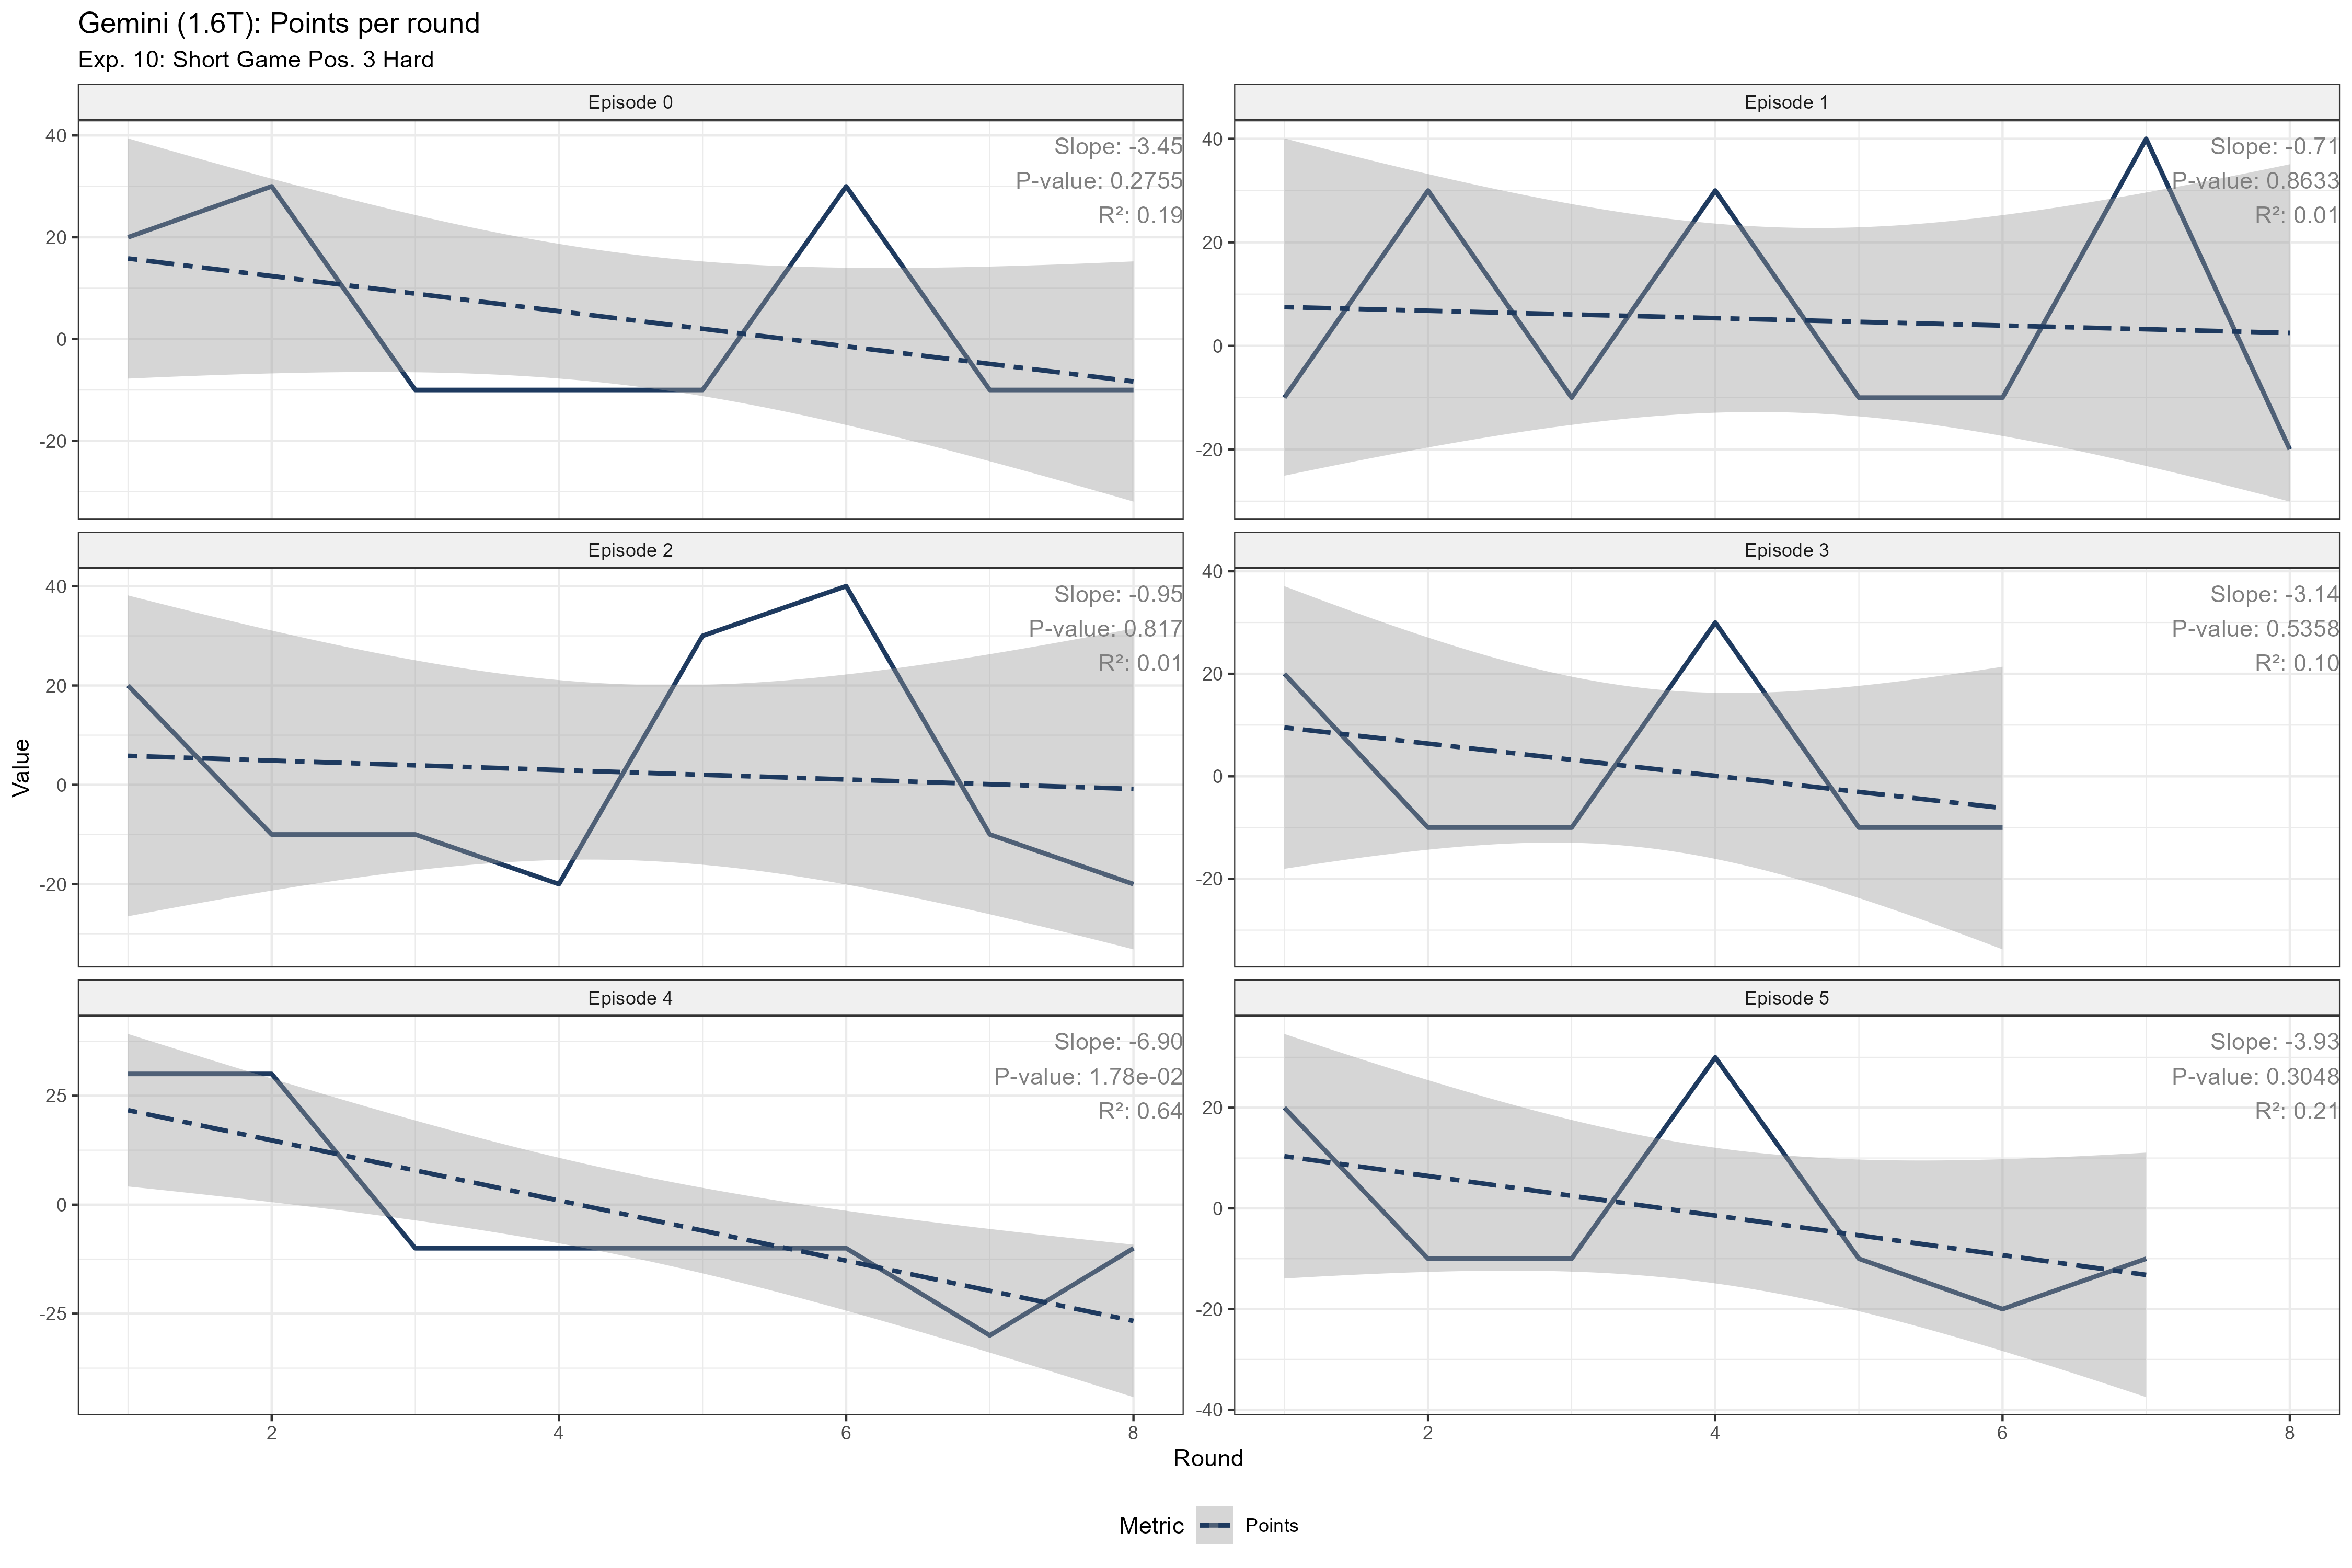 Gemini (1.6T): Points per round
Exp. 10: Short Game Pos. 3 Hard
Episode 0
40
20
0
-20
Slope: -3.45
P-value: 0.2755
R²: 0.19
Episode 1
40
20
0
-20
Slope: -0.71
P-value: 0.8633
R²: 0.01
Episode 2
40
20
0
-20
Slope: -0.95
P-value: 0.817
R²: 0.01
Episode 3
40
20
0
-20
Slope: -3.14
P-value: 0.5358
R²: 0.10
Value
Episode 4
25
0
-25
Slope: -6.90
P-value: 1.78e-02
R²: 0.64
2 4 6 8
Episode 5
20
0
-20
-40
Slope: -3.93
P-value: 0.3048
R²: 0.21
2 4 6 8
Round
Metric Points